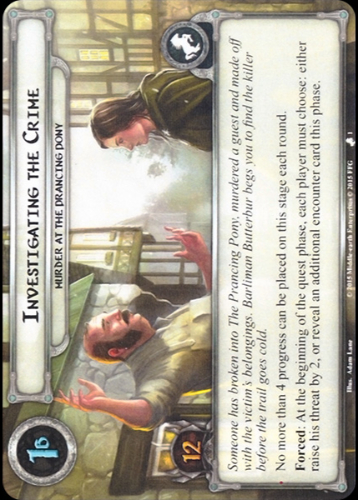 1B
INVESTIGATING THE CRIME
MURDER AT THE PRANCING PONY
12
Someone has broken into The Prancing Pony, murdered a guest and made off
with the victim's belongings. Barliman Butterbur begs you to find the killer
before the trail goes cold.
No more than 4 progress can be placed on this stage each round.
Forced: At the beginning of the quest phase, each player must choose: either
raise his threat by 2, or reveal an additional encounter card this phase.
Illus. Adam Lane
© 2015 Middle-earth Enterprises © 2015 FFG
1